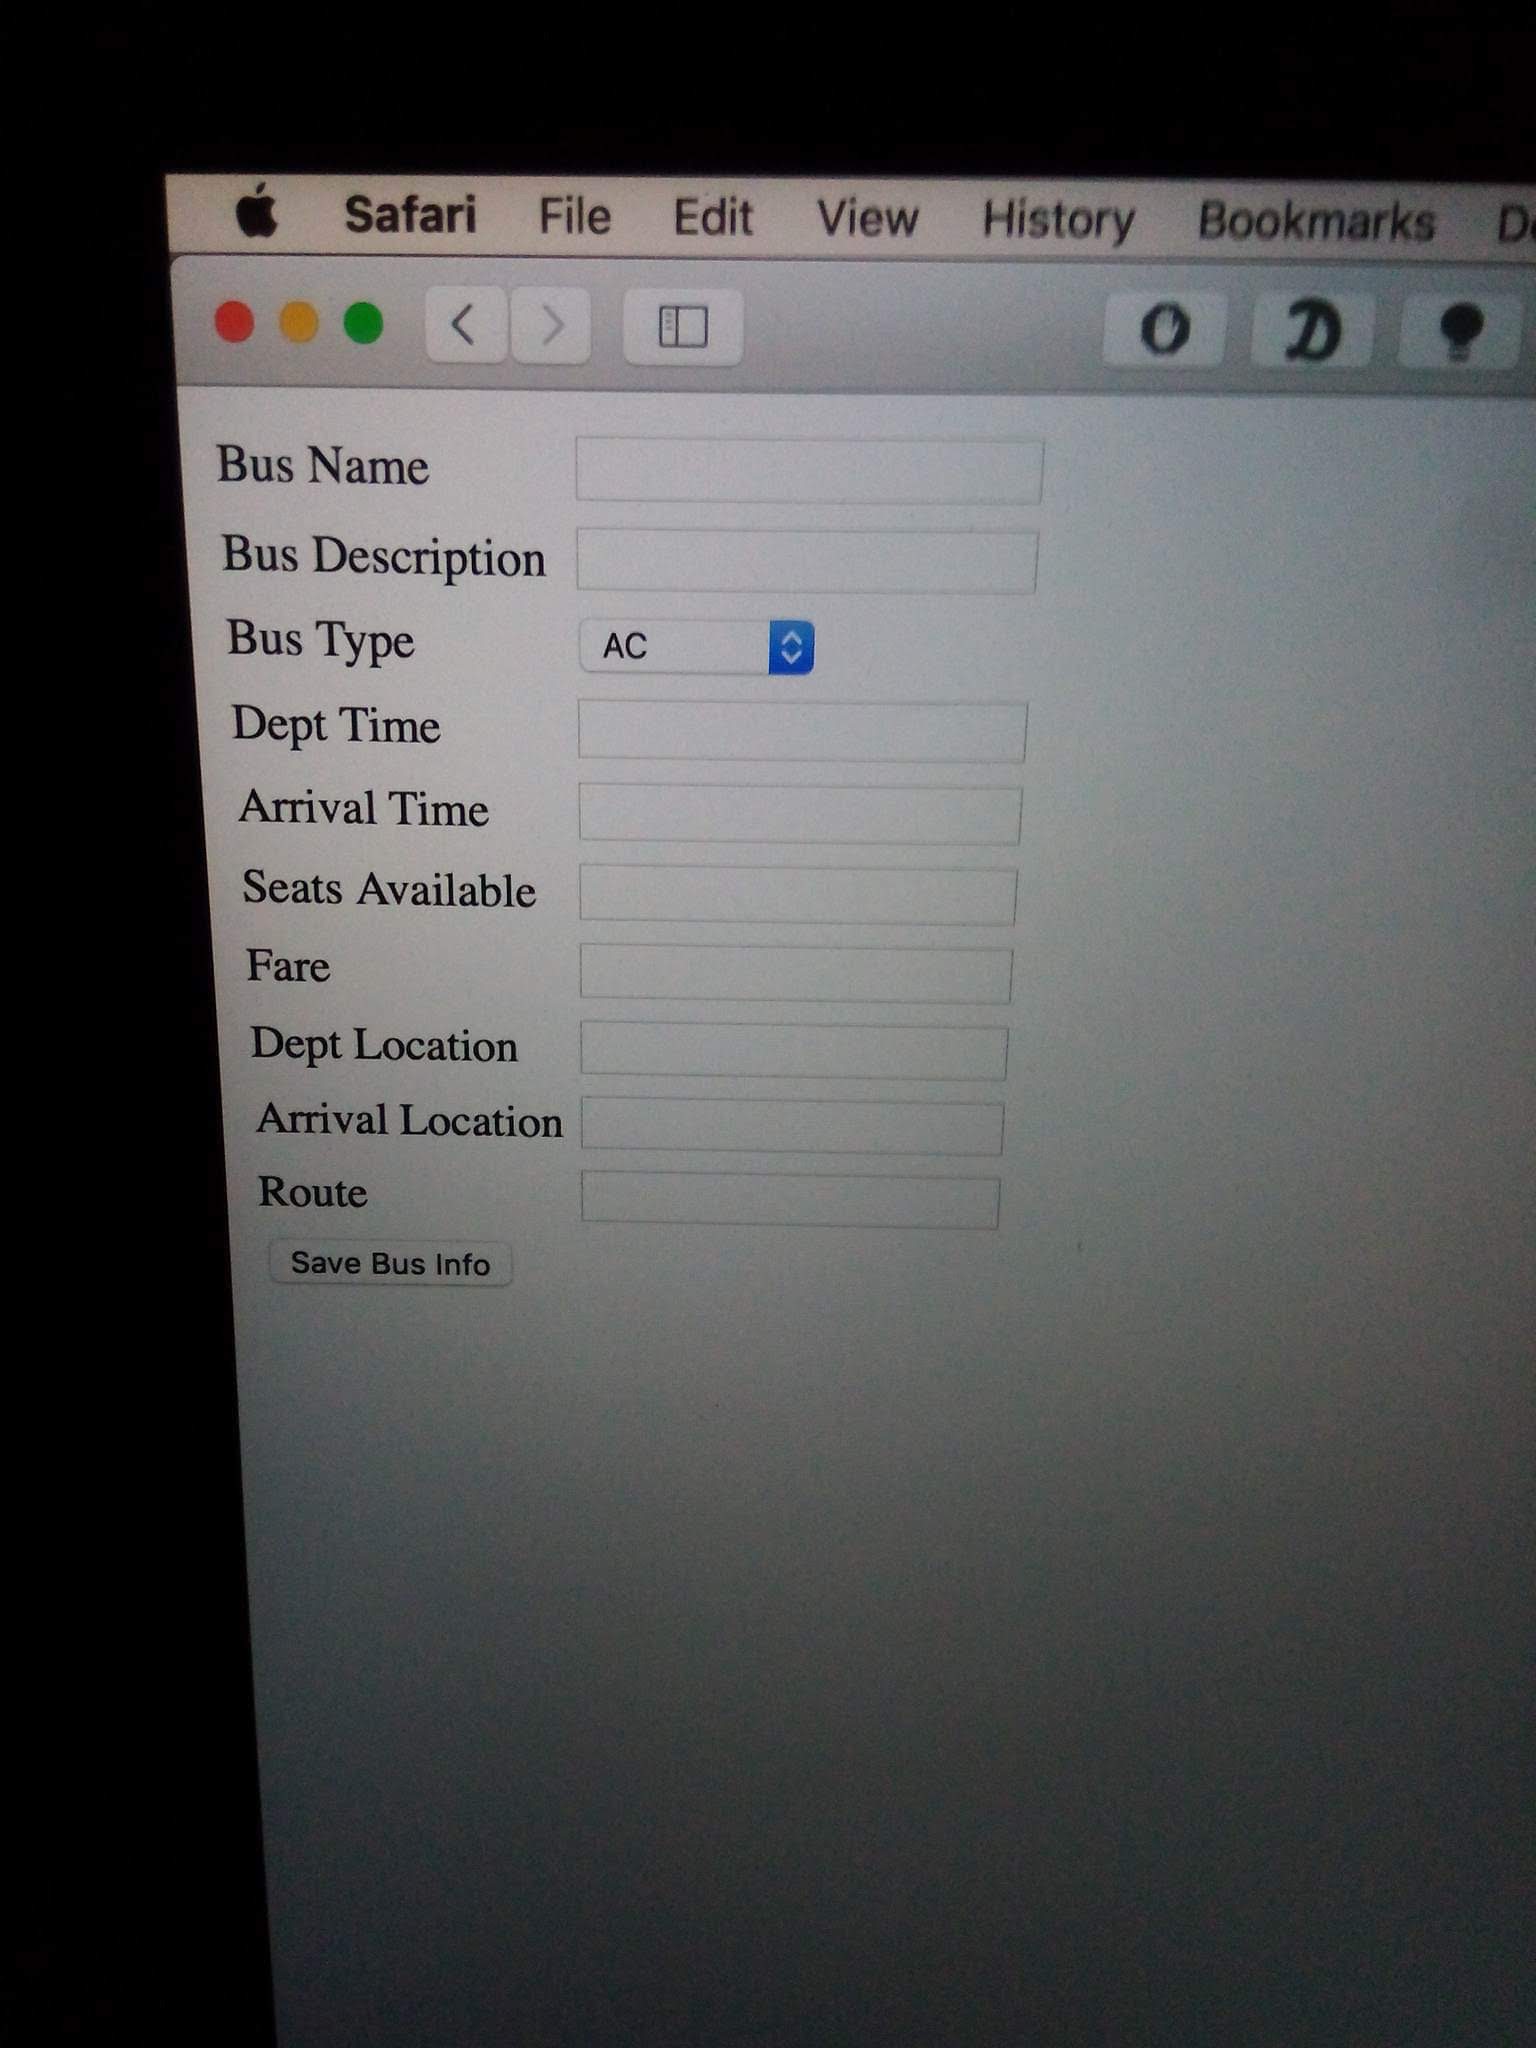 Safari File Edit View History Bookmarks
Bus Name
Bus Description
Bus Type AC
Dept Time
Arrival Time
Seats Available
Fare
Dept Location
Arrival Location
Route
Save Bus Info